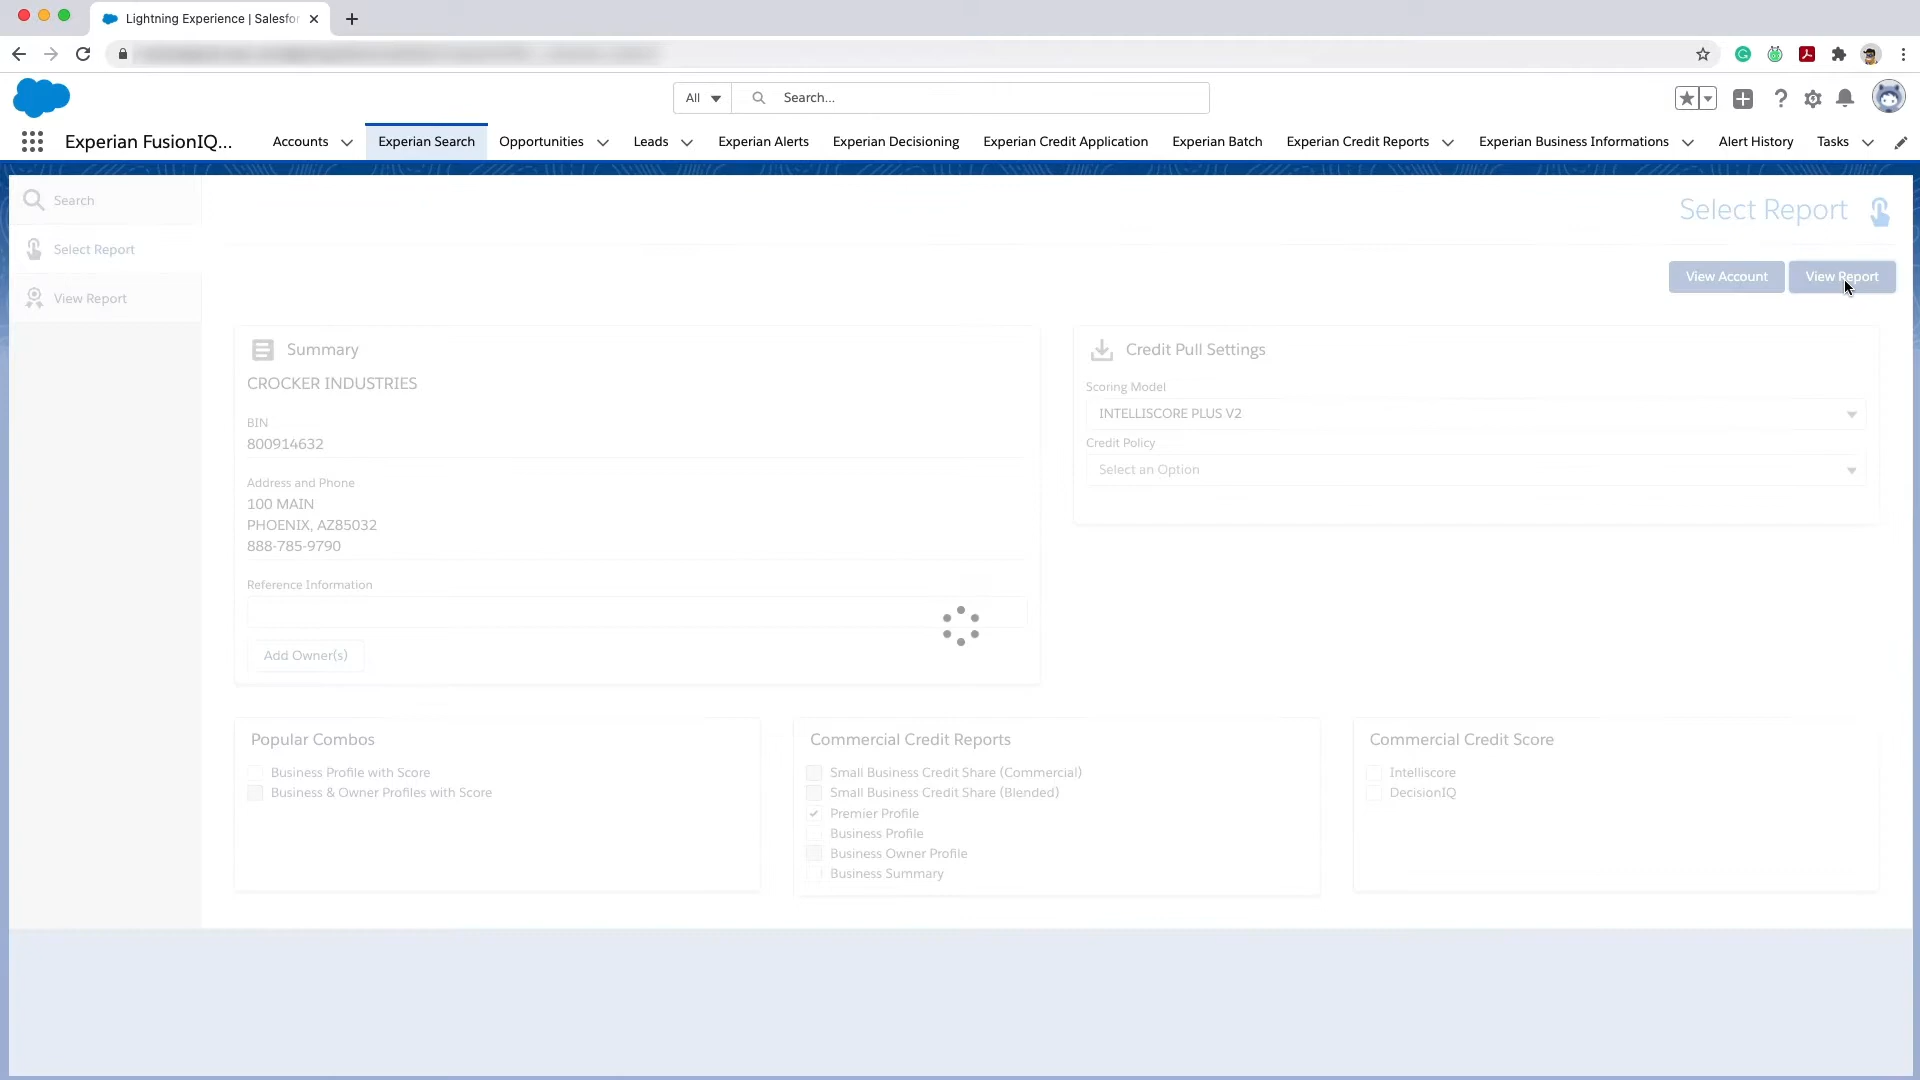 Lightning Experience | Salesfor
All
Search...
Experian FusionIQ...
Accounts
Experian Search
Opportunities
Leads
Experian Alerts
Experian Decisioning
Experian Credit Application
Experian Batch
Experian Credit Reports
Experian Business Informations
Alert History
Tasks
Search
Select Report
View Report
Select Report
View Account
View Report
Summary
CROCKER INDUSTRIES
BIN
800914632
Address and Phone
100 MAIN
PHOENIX, AZ85032
888-785-9790
Reference Information
Add Owner(s)
Credit Pull Settings
Scoring Model
INTELLISCORE PLUS V2
Credit Policy
Select an Option
Popular Combos
Business Profile with Score
Business & Owner Profiles with Score
Commercial Credit Reports
Small Business Credit Share (Commercial)
Small Business Credit Share (Blended)
Premier Profile
Business Profile
Business Owner Profile
Business Summary
Commercial Credit Score
Intelliscore
DecisionIQ